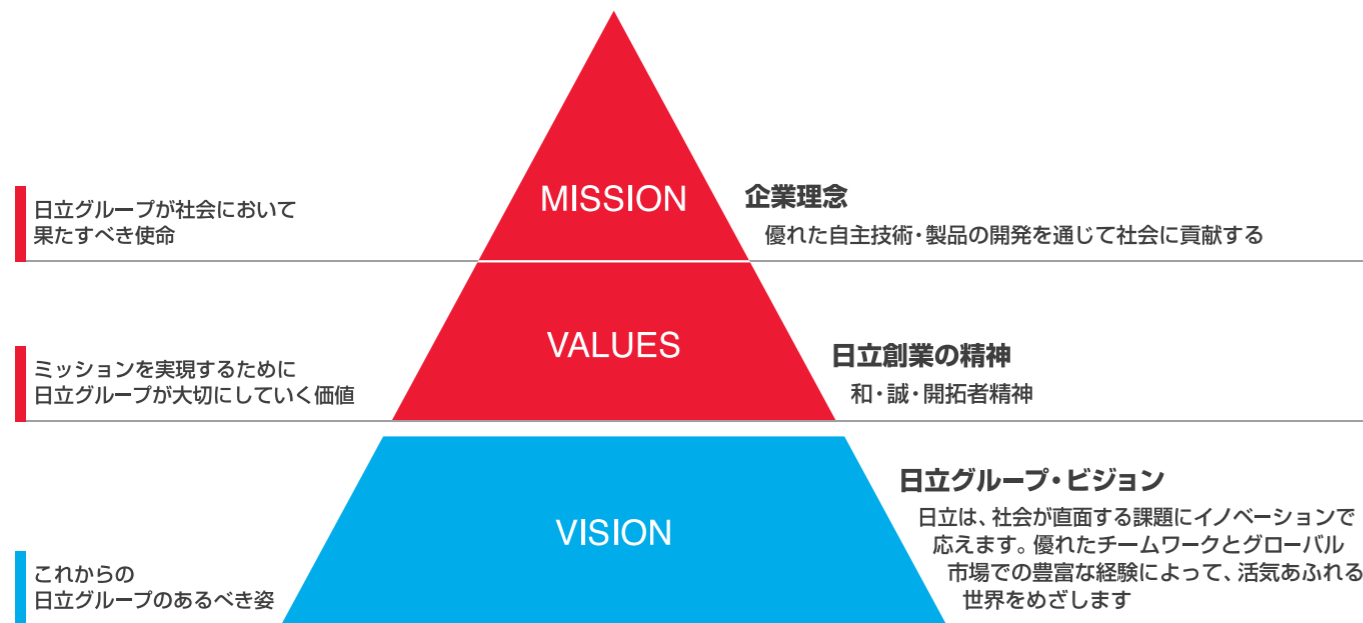 日立グループが社会において
果たすべき使命
MISSION
企業理念
優れた自主技術・製品の開発を通じて社会に貢献する
ミッションを実現するために
日立グループが大切にしていく価値
VALUES
日立創業の精神
和・誠・開拓者精神
これからの
日立グループのあるべき姿
VISION
日立グループ・ビジョン
日立は、社会が直面する課題にイノベーションで
応えます。優れたチームワークとグローバル
市場での豊富な経験によって、活気あふれる
世界をめざします